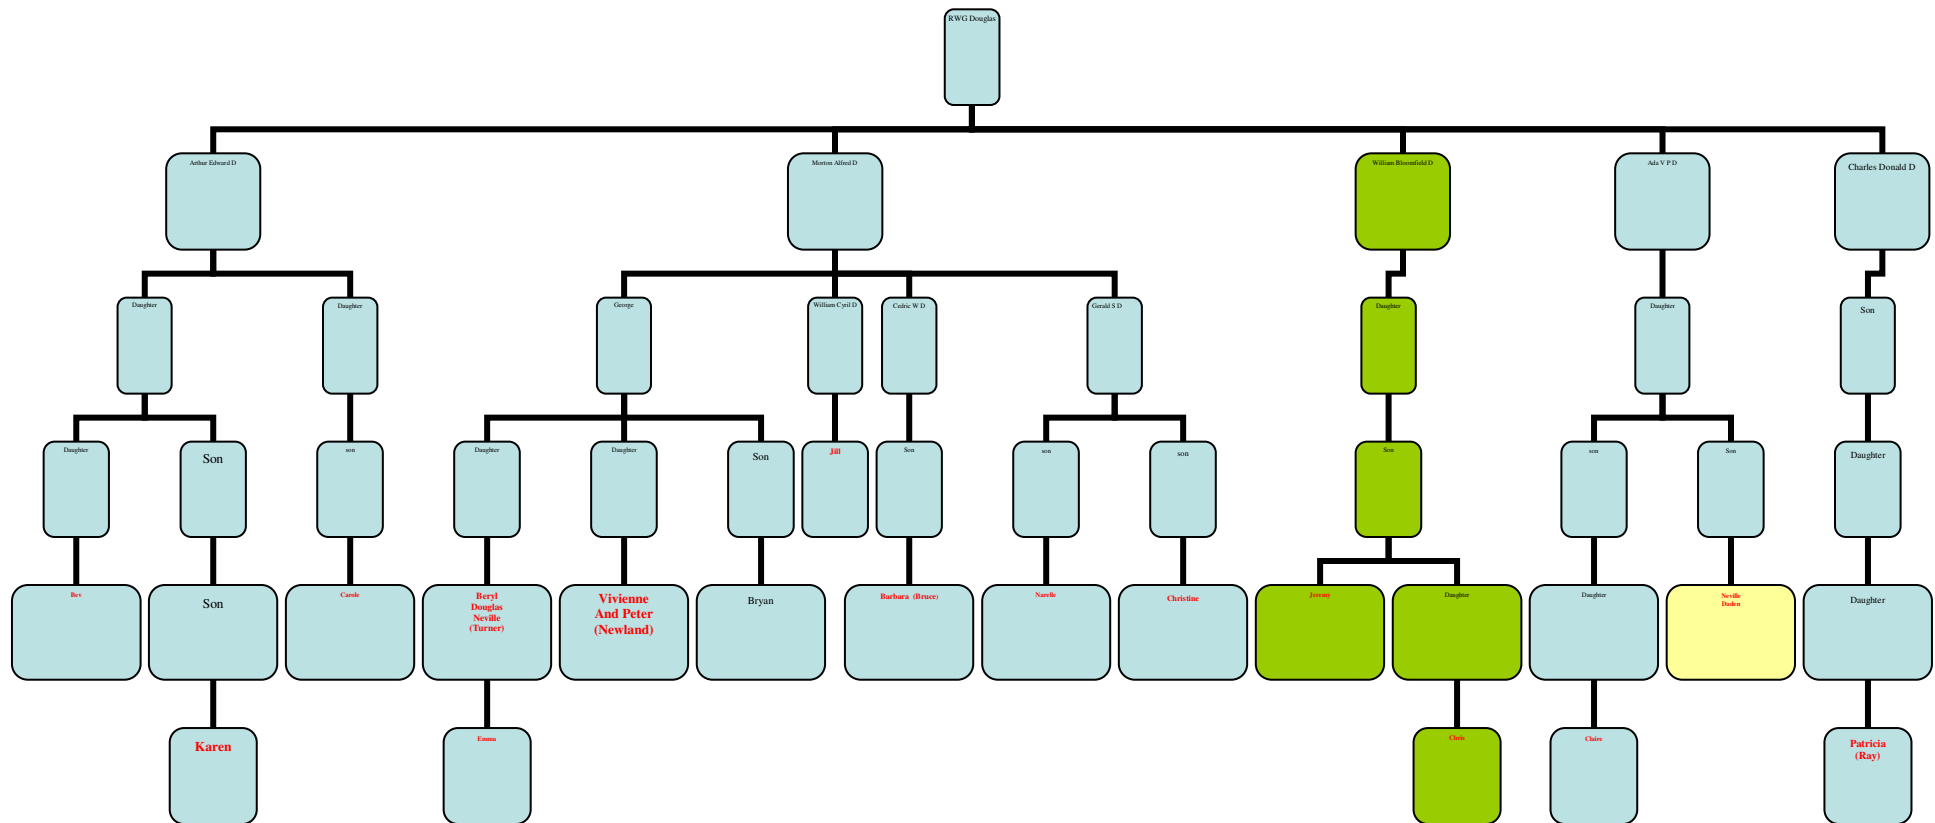 RWG Douglas
Arthur Edward D
Morton Alfred D
William Bloomfield D
Ada V P D
Charles Donald D
Daughter
Daughter
George
William Cyril D
Cedric W D
Gerald S D
Daughter
Daughter
Son
Daughter
Son
son
Daughter
Daughter
Son
Jill
Son
son
son
Son
son
Son
Daughter
Bev
Son
Carole
Beryl
Douglas
Neville
(Turner)
Vivienne
And Peter
(Newland)
Bryan
Barbara (Bruce)
Narelle
Christine
Jeremy
Daughter
Daughter
Neville
Daden
Daughter
Karen
Emma
Chris
Claire
Patricia
(Ray)